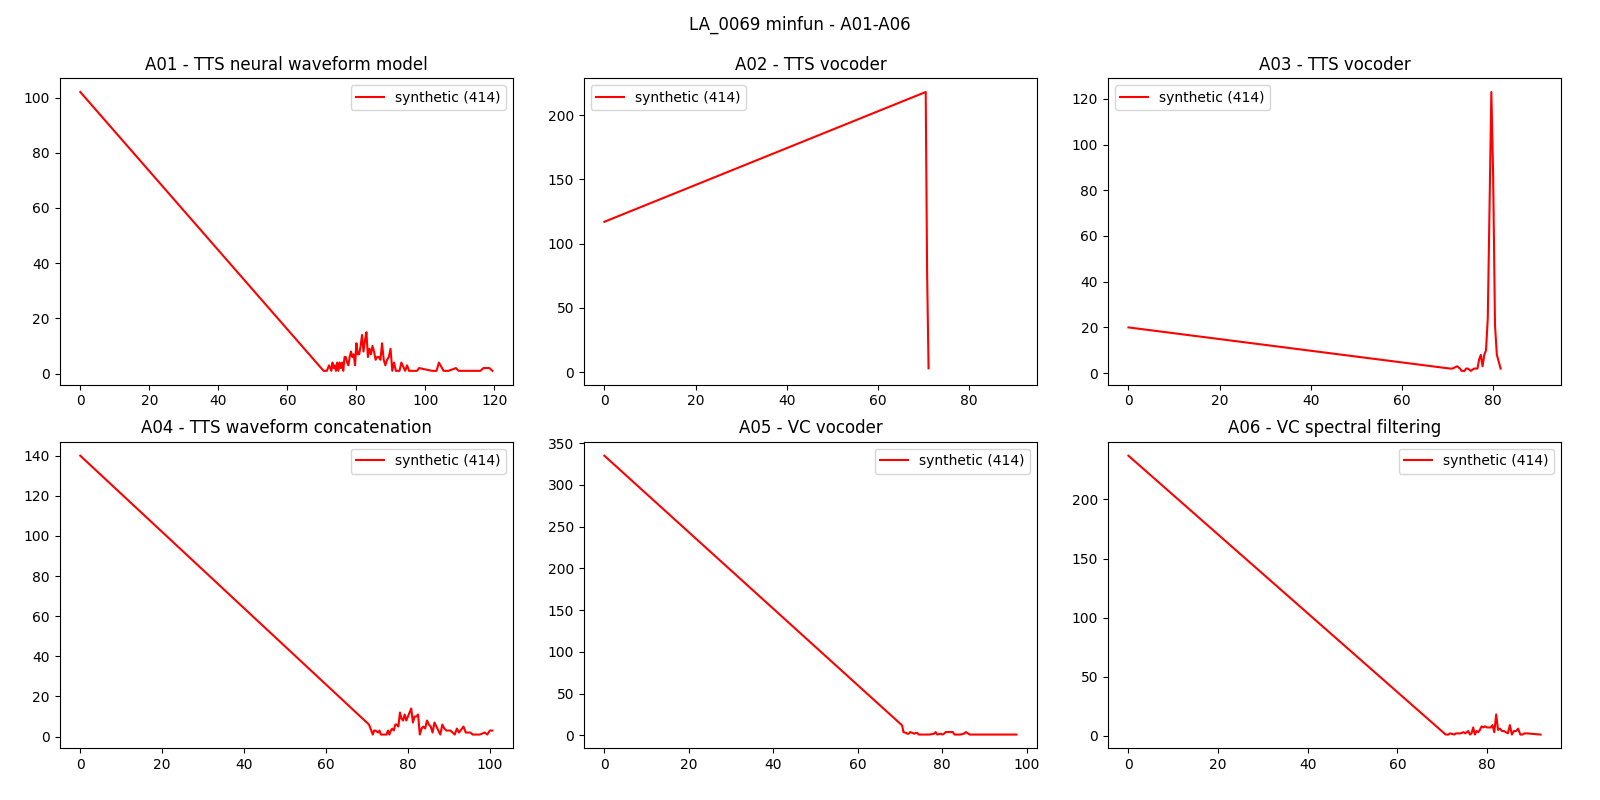 LA_0069 minfun - A01-A06
A01 - TTS neural waveform model
synthetic (414)
100
80
60
40
20
0
0 20 40 60 80 100 120
A02 - TTS vocoder
synthetic (414)
200
150
100
50
0
0 20 40 60 80
A03 - TTS vocoder
synthetic (414)
120
100
80
60
40
20
0
0 20 40 60 80
A04 - TTS waveform concatenation
synthetic (414)
140
120
100
80
60
40
20
0
0 20 40 60 80 100
A05 - VC vocoder
synthetic (414)
350
300
250
200
150
100
50
0
0 20 40 60 80 100
A06 - VC spectral filtering
synthetic (414)
200
150
100
50
0
0 20 40 60 80